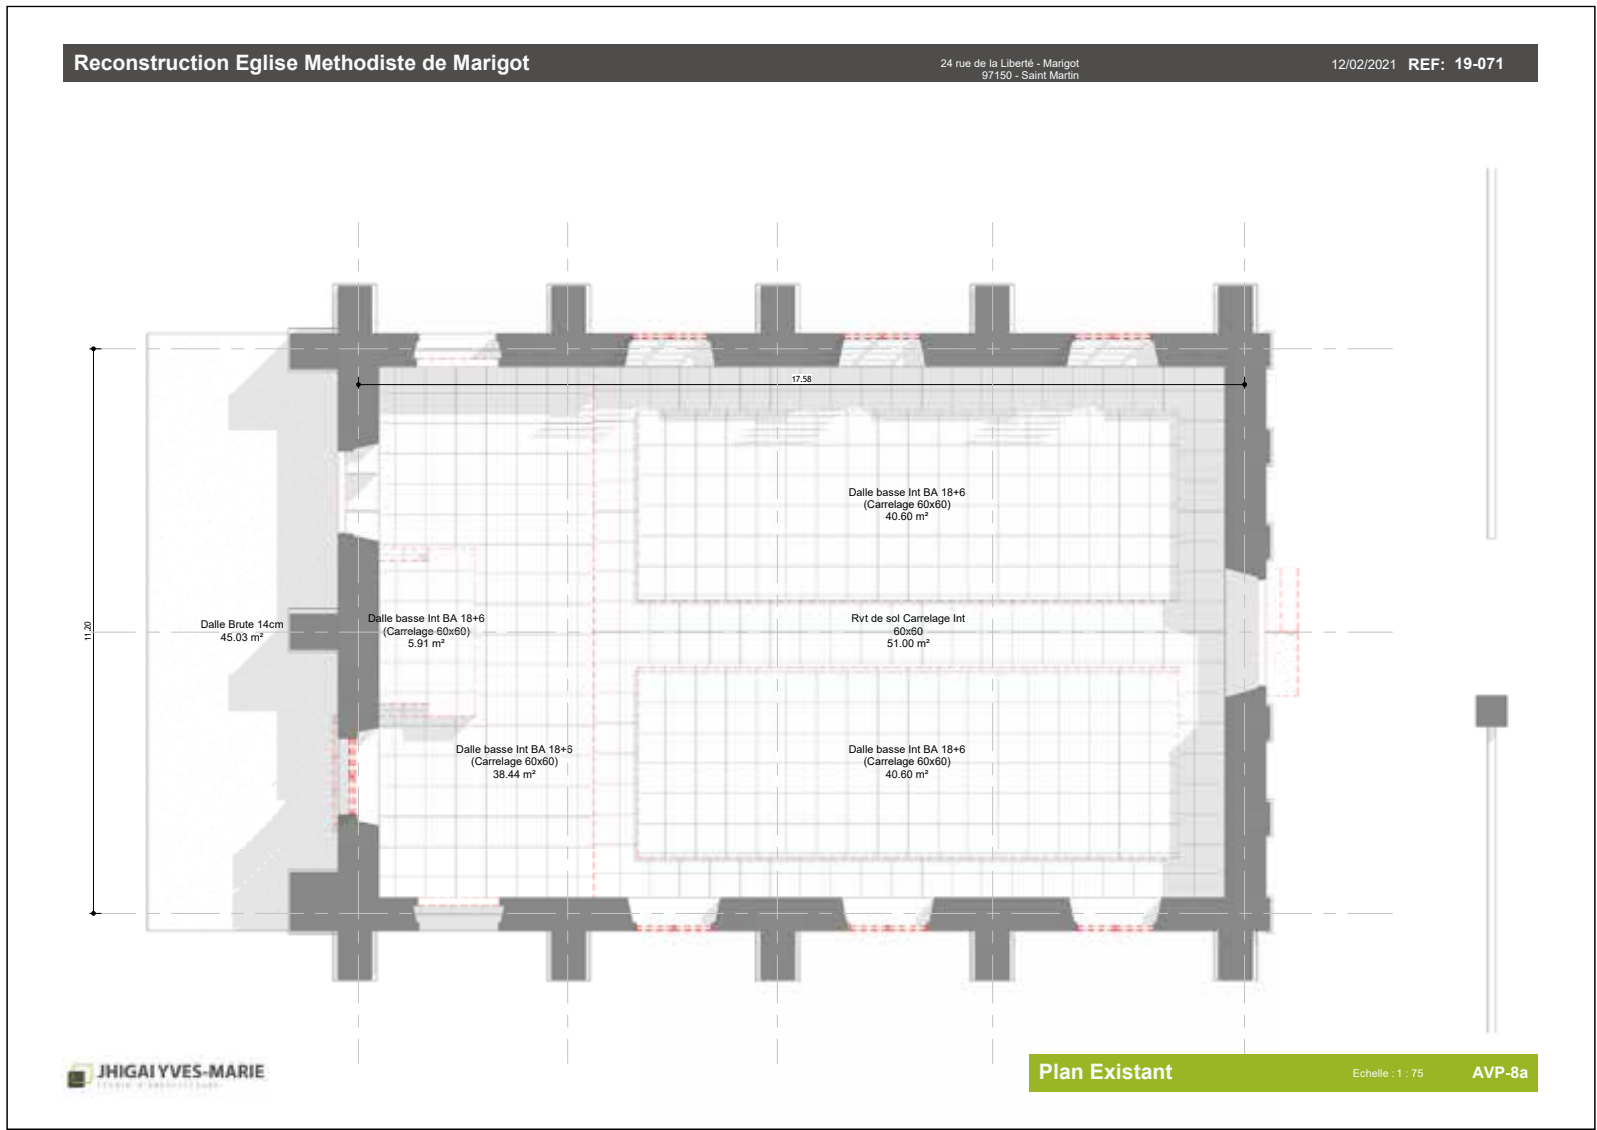 Reconstruction Eglise Methodiste de Marigot
24 rue de la Liberté - Marigot
97150 - Saint Martin
12/02/2021 REF: 19-071
17.58
Dalle basse Int BA 18+6
(Carrelage 60x60)
40.60 m²
11.20
Dalle Brute 14cm
45.03 m²
Dalle basse Int BA 18+6
(Carrelage 60x60)
5.91 m²
Rvt de sol Carrelage Int
60x60
51.00 m²
Dalle basse Int BA 18+6
(Carrelage 60x60)
38.44 m²
Dalle basse Int BA 18+6
(Carrelage 60x60)
40.60 m²
JHIGAI YVES-MARIE
Plan Existant
Echelle : 1 : 75
AVP-8a